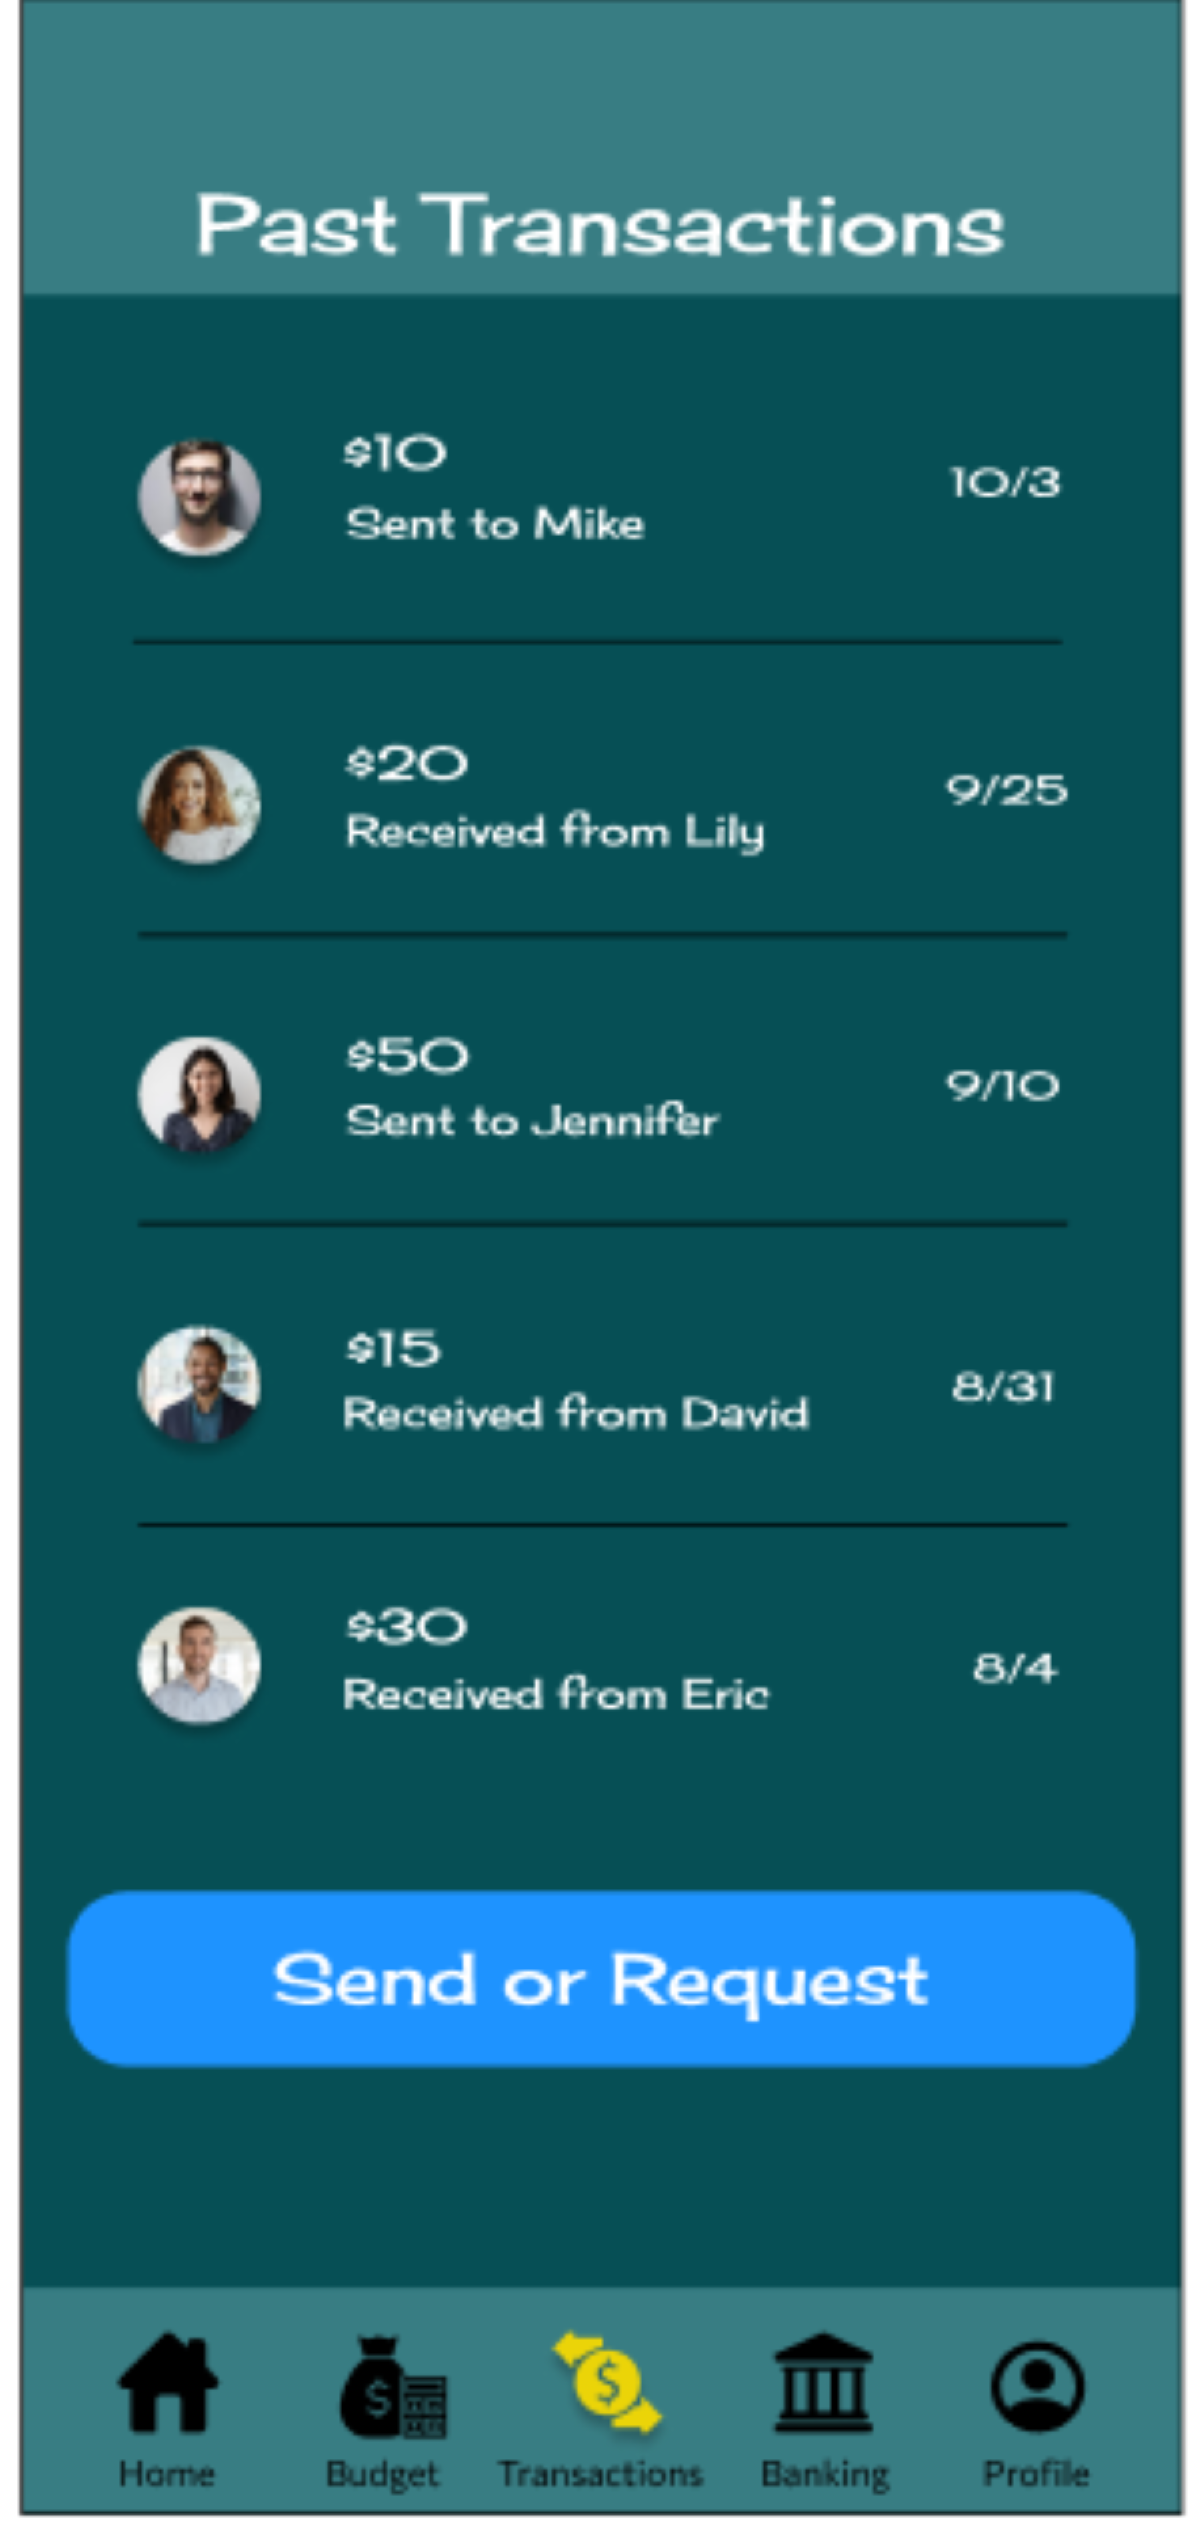 Past Transactions
$10
Sent to Mike
10/3
$20
Received from Lily
9/25
$50
Sent to Jennifer
9/10
$15
Received from David
8/31
$30
Received from Eric
8/4
Send or Request
$
$
Home
Budget
Transactions
Banking
Profile